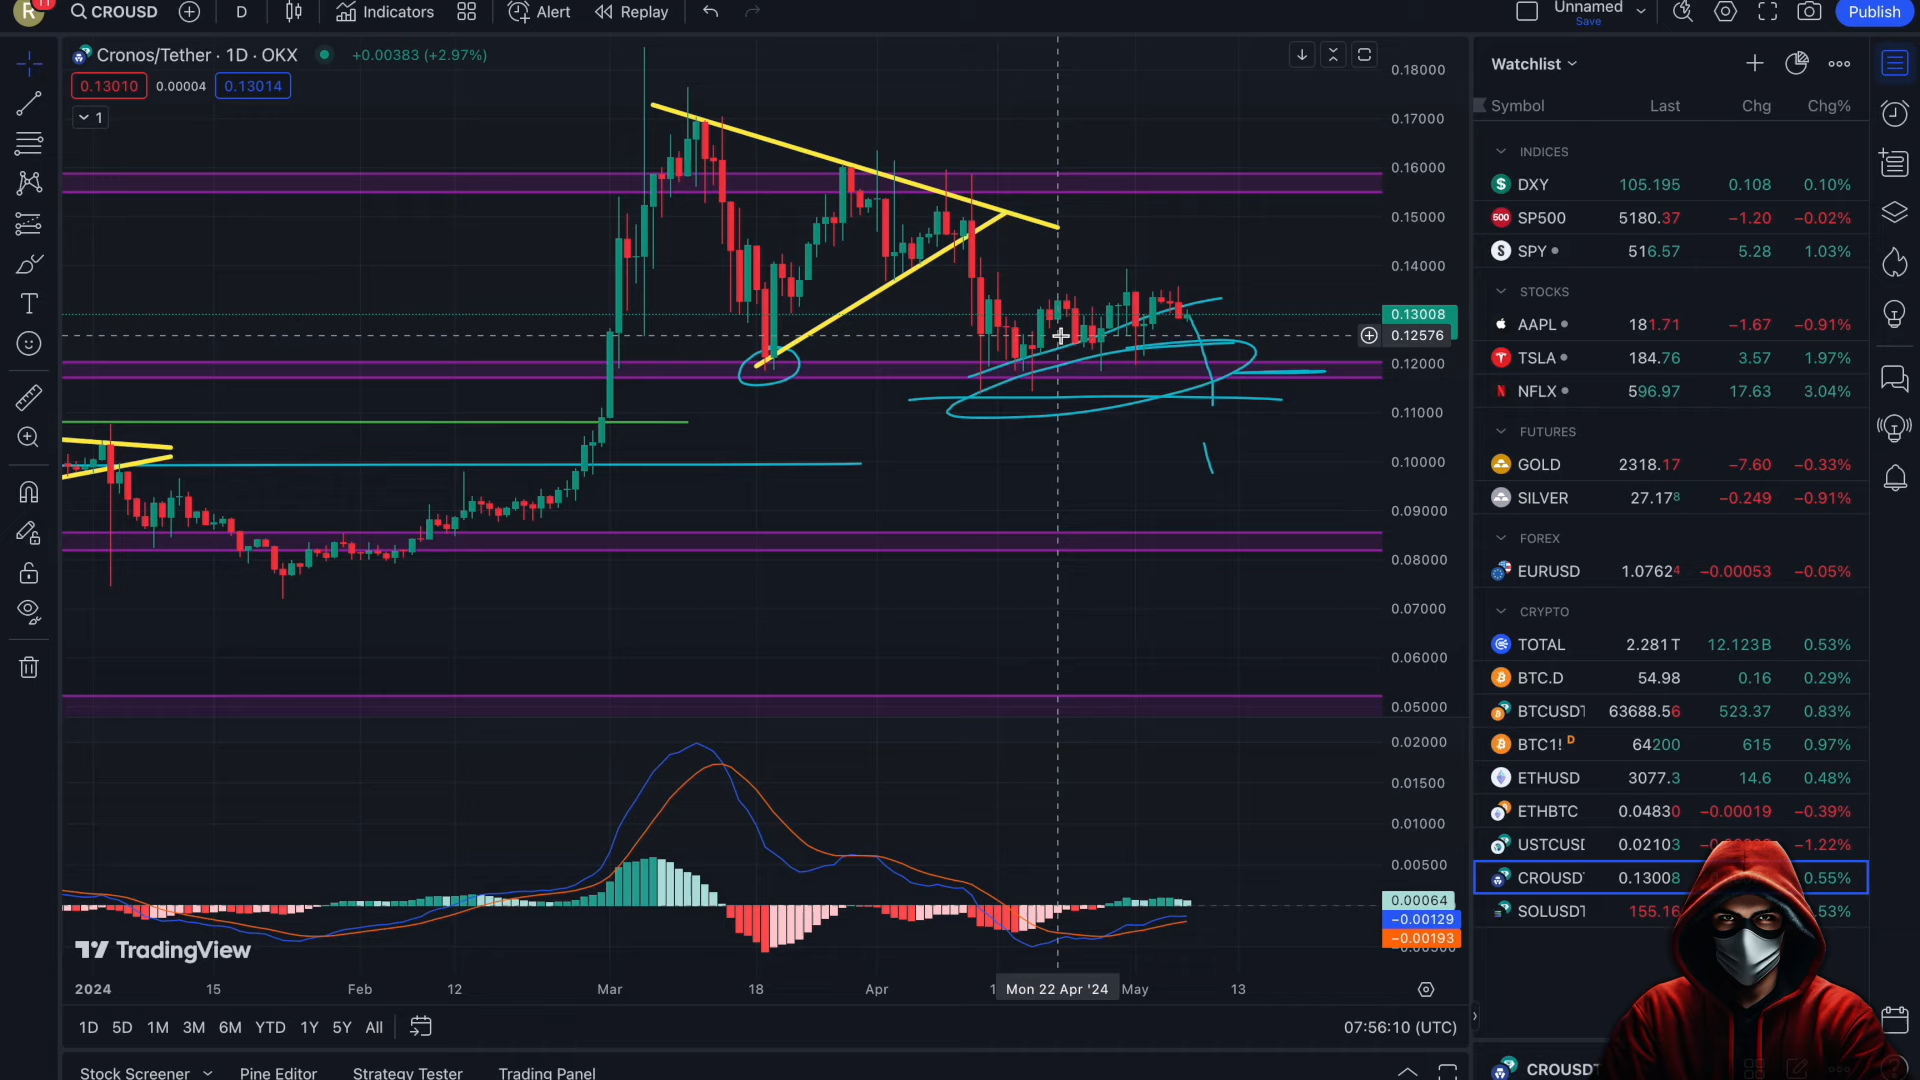 R 11 CROUSD D Indicators Alert Replay Unnamed Save Publish
Cronos/Tether · 1D · OKX +0.00383 (+2.97%)
0.13010 0.00004 0.13014
1
0.18000
0.17000
0.16000
0.15000
0.14000
0.13008
0.12576
0.12000
0.11000
0.10000
0.09000
0.08000
0.07000
0.06000
0.05000
0.02000
0.01500
0.01000
0.00500
0.00064
−0.00129
−0.00193
TradingView
2024 15 Feb 12 Mar 18 Apr Mon 22 Apr '24 May 13
1D 5D 1M 3M 6M YTD 1Y 5Y All 07:56:10 (UTC)
Stock Screener Pine Editor Strategy Tester Trading Panel
Watchlist
Symbol Last Chg Chg%
INDICES
DXY 105.195 0.108 0.10%
500 SP500 5180.37 −1.20 −0.02%
SPY 516.57 5.28 1.03%
STOCKS
AAPL 181.71 −1.67 −0.91%
TSLA 184.76 3.57 1.97%
NFLX 596.97 17.63 3.04%
FUTURES
GOLD 2318.17 −7.60 −0.33%
SILVER 27.178 −0.249 −0.91%
FOREX
EURUSD 1.07624 −0.00053 −0.05%
CRYPTO
TOTAL 2.281 T 12.123 B 0.53%
BTC.D 54.98 0.16 0.29%
BTCUSDT 63688.56 523.37 0.83%
BTC1! D 64200 615 0.97%
ETHUSD 3077.3 14.6 0.48%
ETHBTC 0.04830 −0.00019 −0.39%
USTCUSD 0.02103 −1.22%
CROUSDT 0.13008 0.55%
SOLUSDT 155.16 .53%
CROUSDT